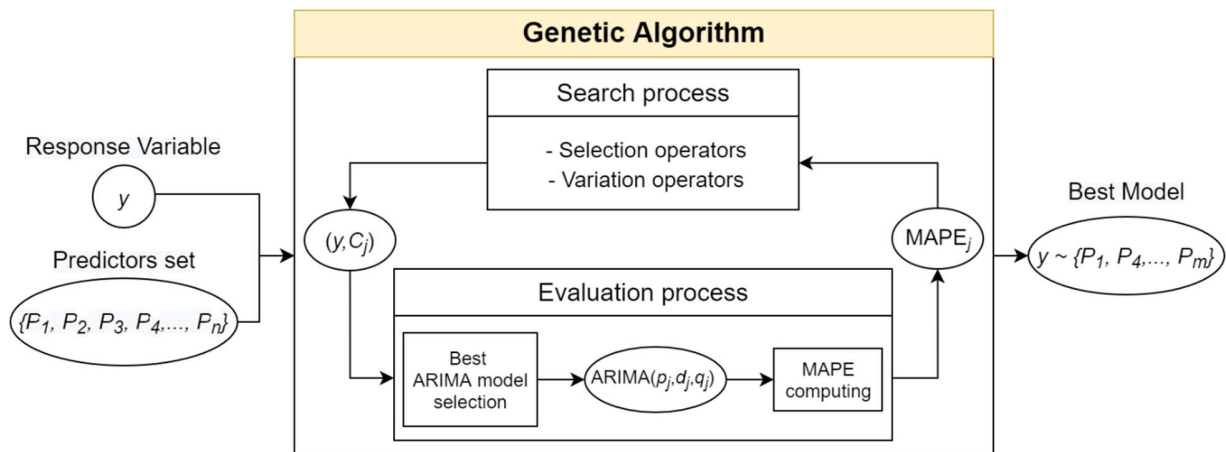 Genetic Algorithm
Search process
- Selection operators
- Variation operators
Response Variable
y
Predictors set
{P1, P2, P3, P4,..., Pn}
(y,Cj)
MAPEj
Evaluation process
Best
ARIMA model
selection
ARIMA(pj,dj,qj)
MAPE
computing
Best Model
y ~ {P1, P4,..., Pm}